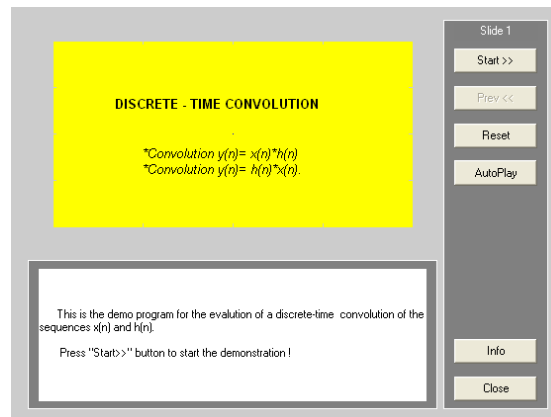 DISCRETE - TIME CONVOLUTION
*Convolution y(n)= x(n)*h(n)
*Convolution y(n)= h(n)*x(n).
This is the demo program for the evalution of a discrete-time convolution of the
sequences x(n) and h(n).
Press "Start>>" button to start the demonstration !
Slide 1
Start >>
Prev <<
Reset
AutoPlay
Info
Close